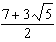 (7 + 3√5)/2